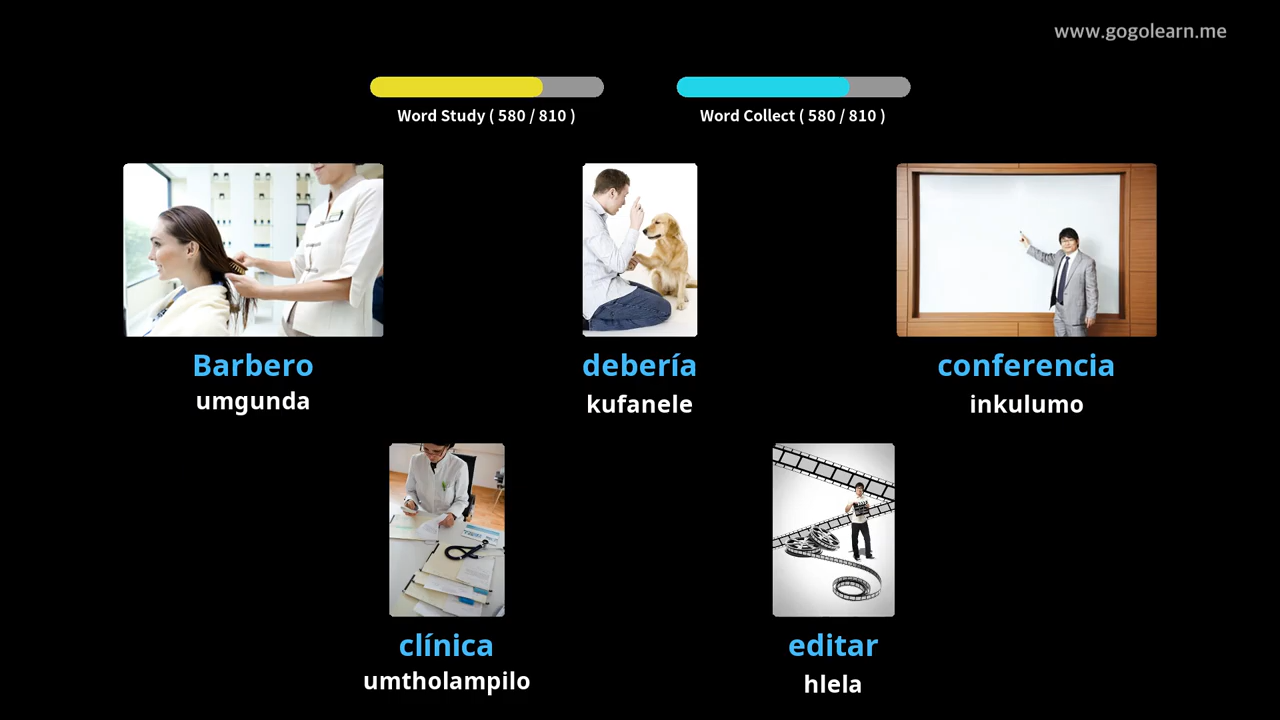 www.gogolearn.me
Word Study ( 580 / 810 )
Word Collect ( 580 / 810 )
Barbero
umgunda
debería
kufanele
conferencia
inkulumo
clínica
umtholampilo
editar
hlela